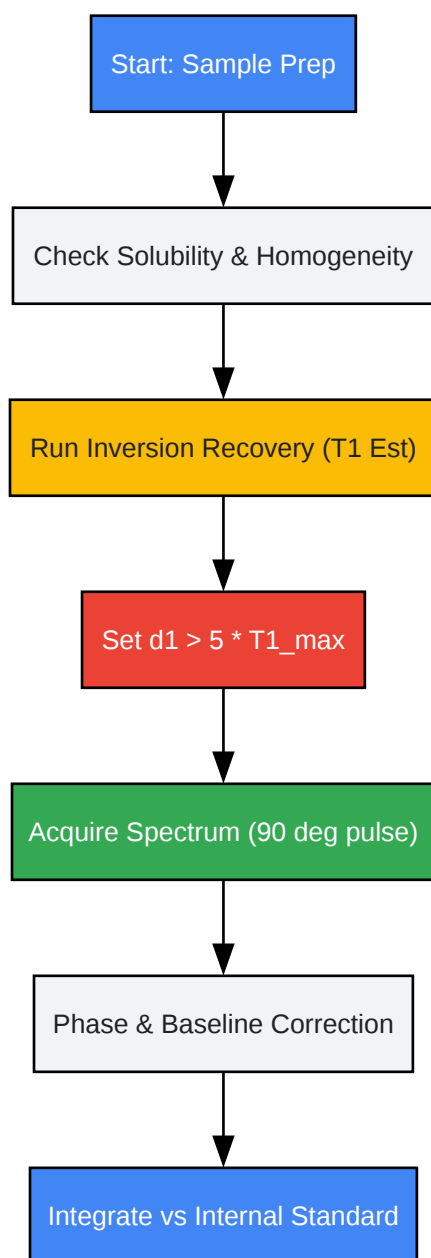 Start: Sample Prep
Check Solubility & Homogeneity
Run Inversion Recovery (T1 Est)
Set d1 > 5 * T1_max
Acquire Spectrum (90 deg pulse)
Phase & Baseline Correction
Integrate vs Internal Standard